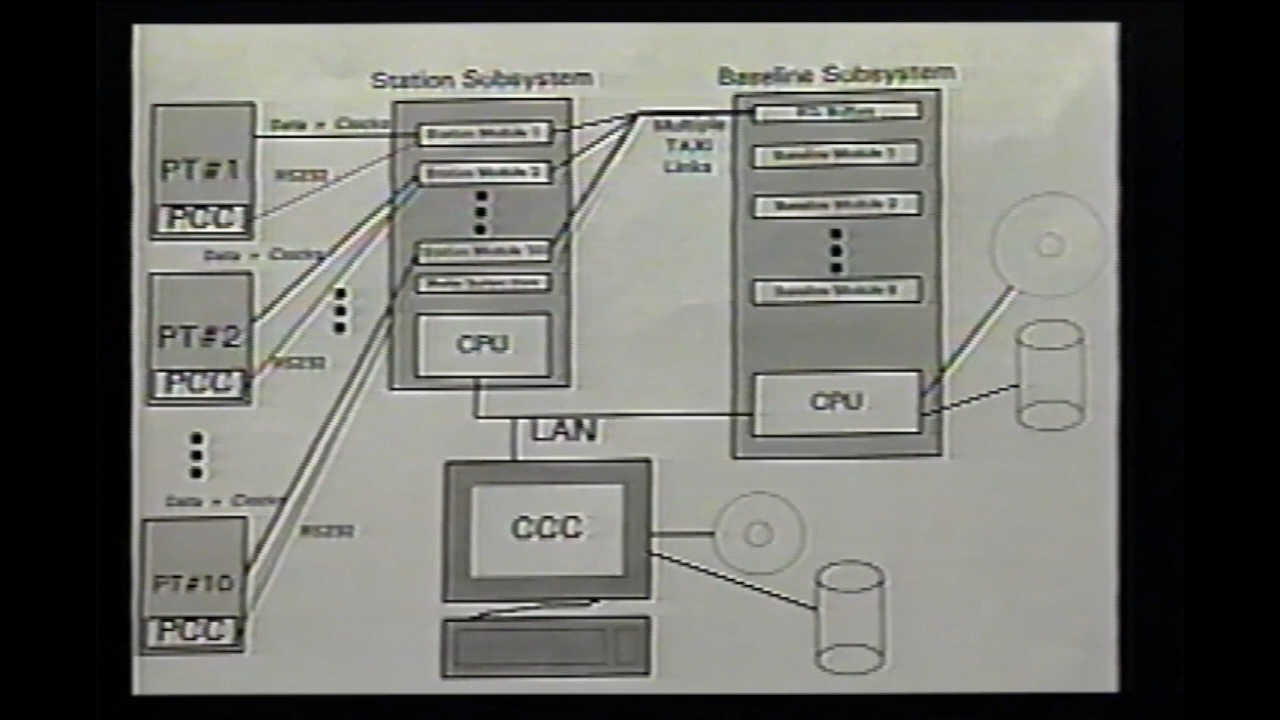 Station Subsystem
Baseline Subsystem
Data + Clocks
Station Module 1
Multiple
TAXI
Links
PT#1
RS232
Baseline Module 1
Station Module 2
PCC
Baseline Module 2
Data + Clocks
Station Module 10
Baseline Module
PT#2
CPU
RS232
PCC
CPU
LAN
Data + Clocks
CCC
RS232
PT#10
PCC